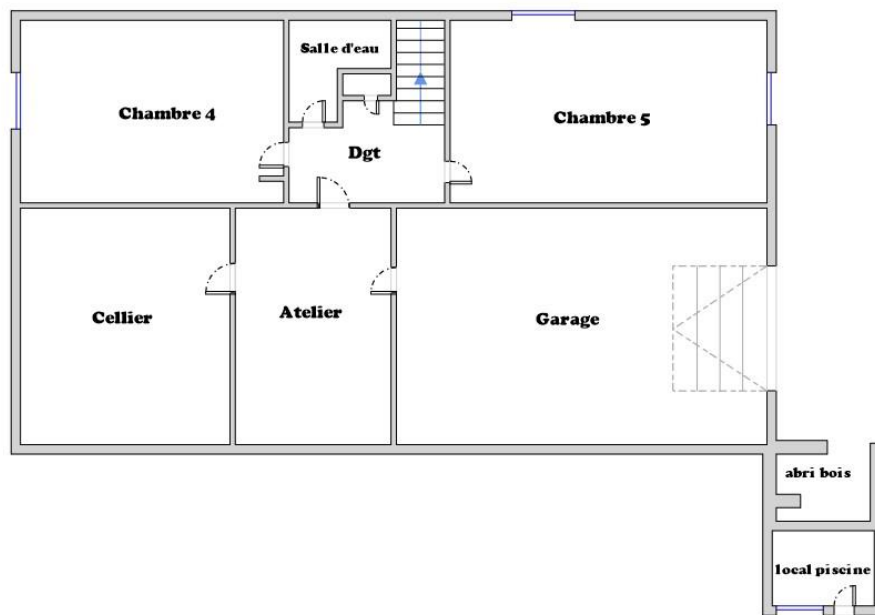 Salle d'eau
Chambre 4
Chambre 5
Dgt
Cellier
Atelier
Garage
abri bois
local piscine